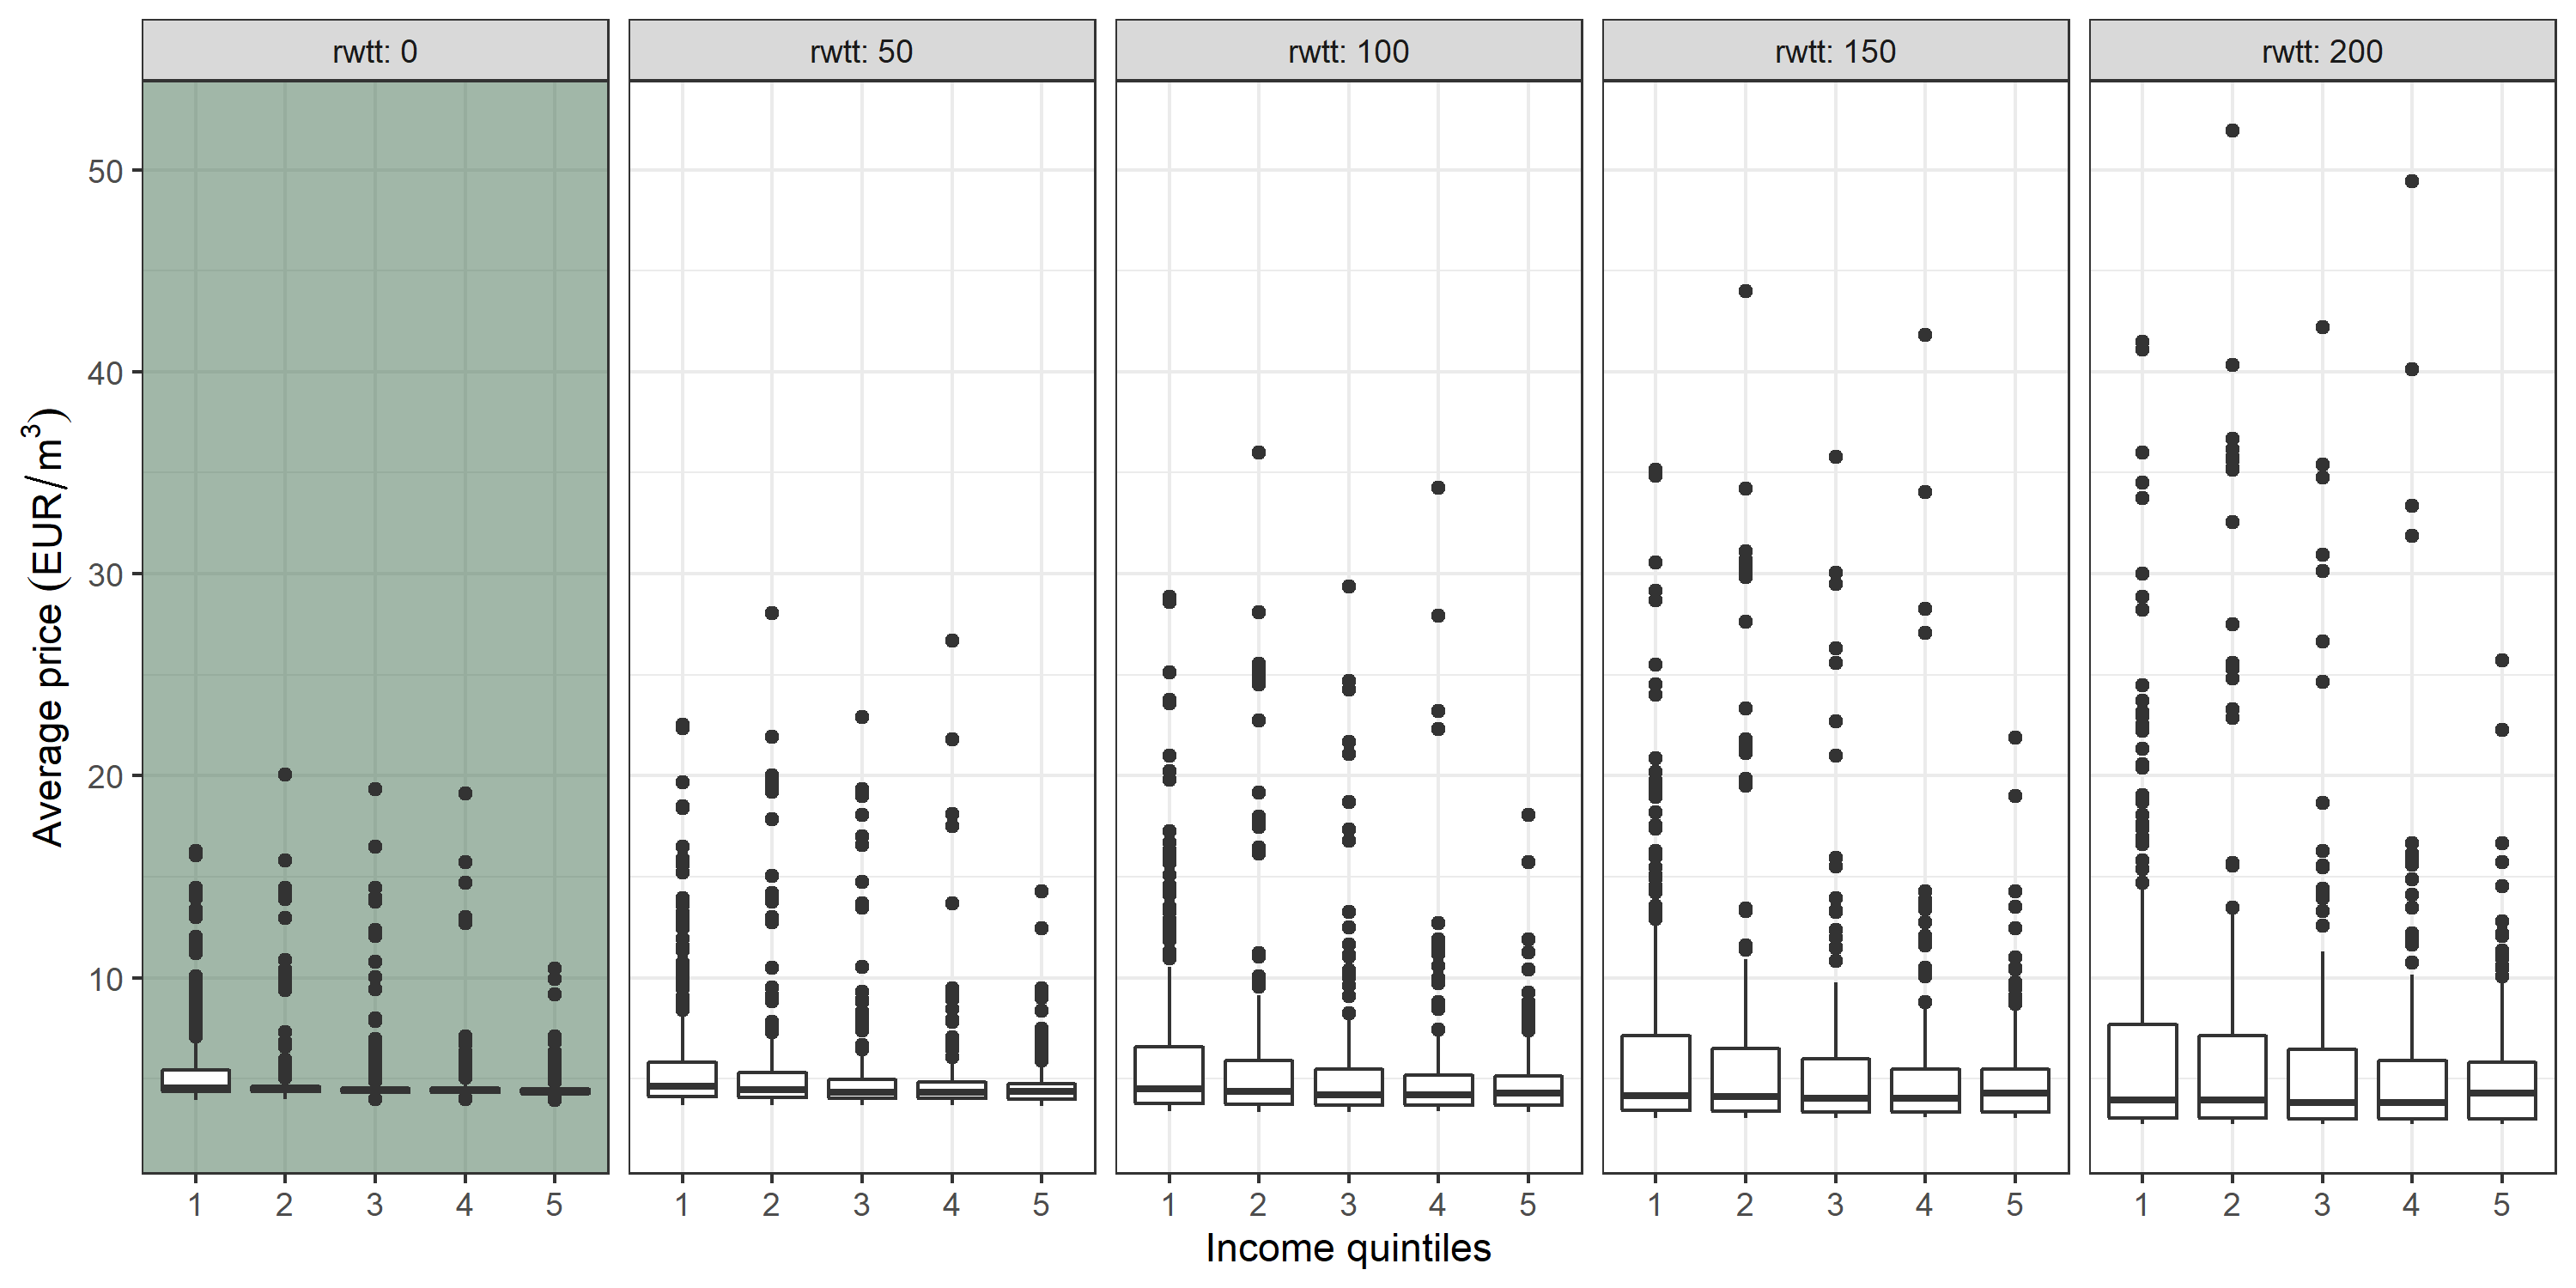 rwtt: 0
rwtt: 50
rwtt: 100
rwtt: 150
rwtt: 200
50
40
30
20
10
Average price (EUR/m³)
1 2 3 4 5
1 2 3 4 5
1 2 3 4 5
1 2 3 4 5
1 2 3 4 5
Income quintiles